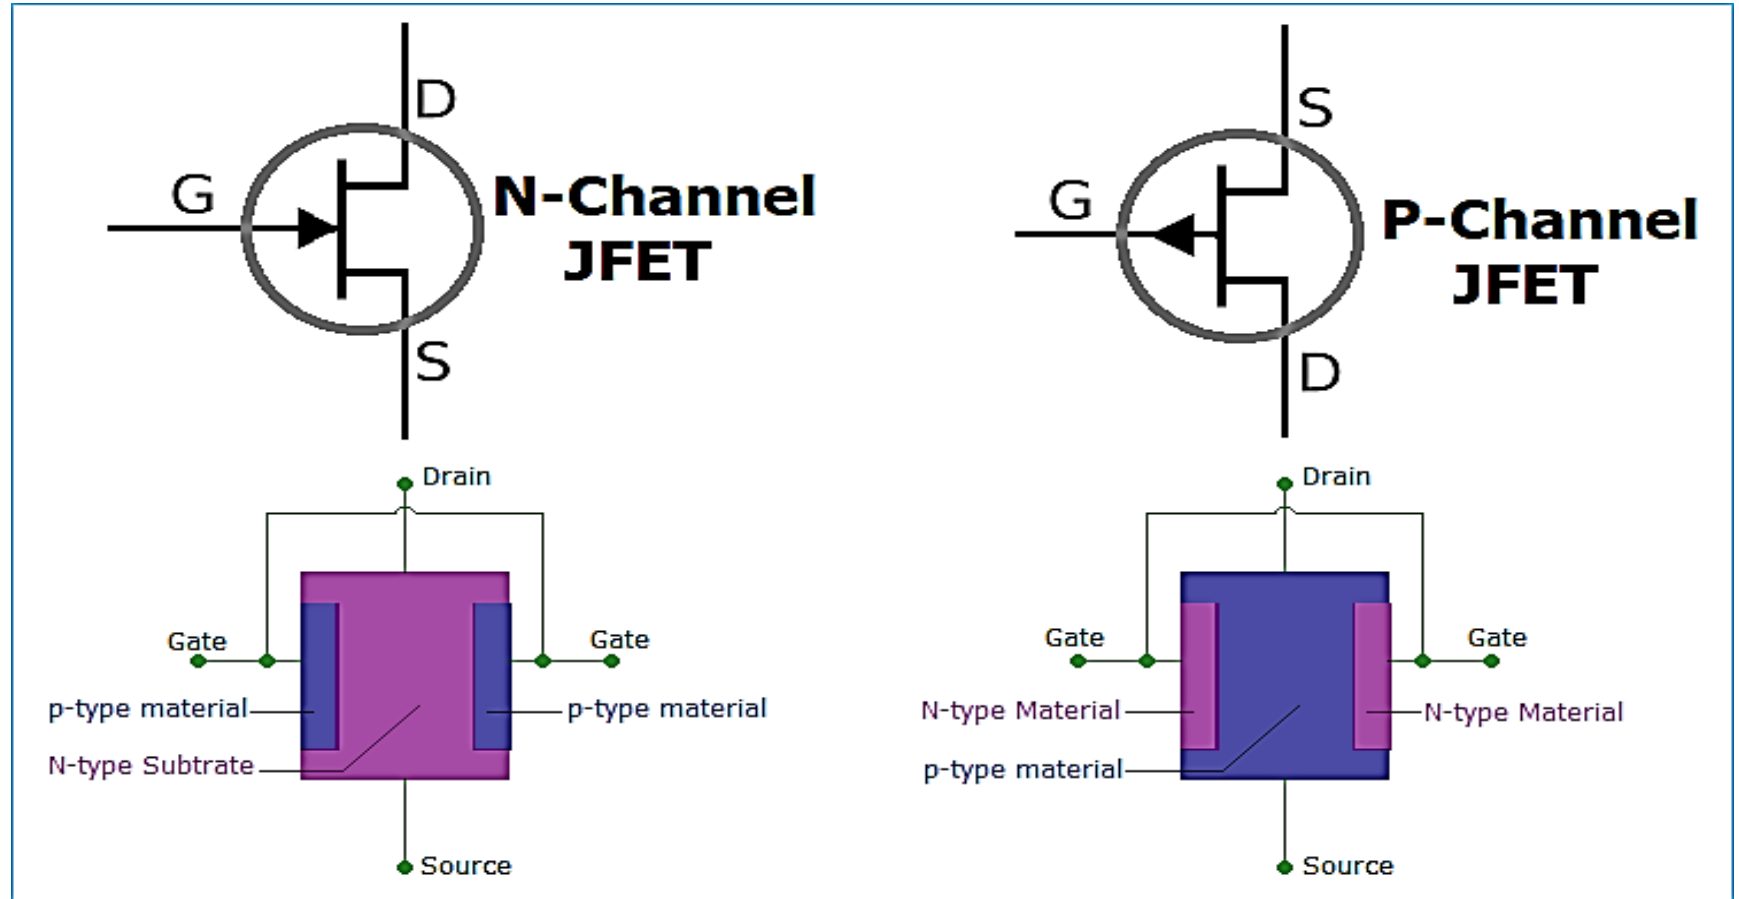 D
G
N-Channel
JFET
S
S
G
P-Channel
JFET
D
Drain
Gate
Gate
p-type material
p-type material
N-type Subtrate
Source
Drain
Gate
Gate
N-type Material
N-type Material
p-type material
Source